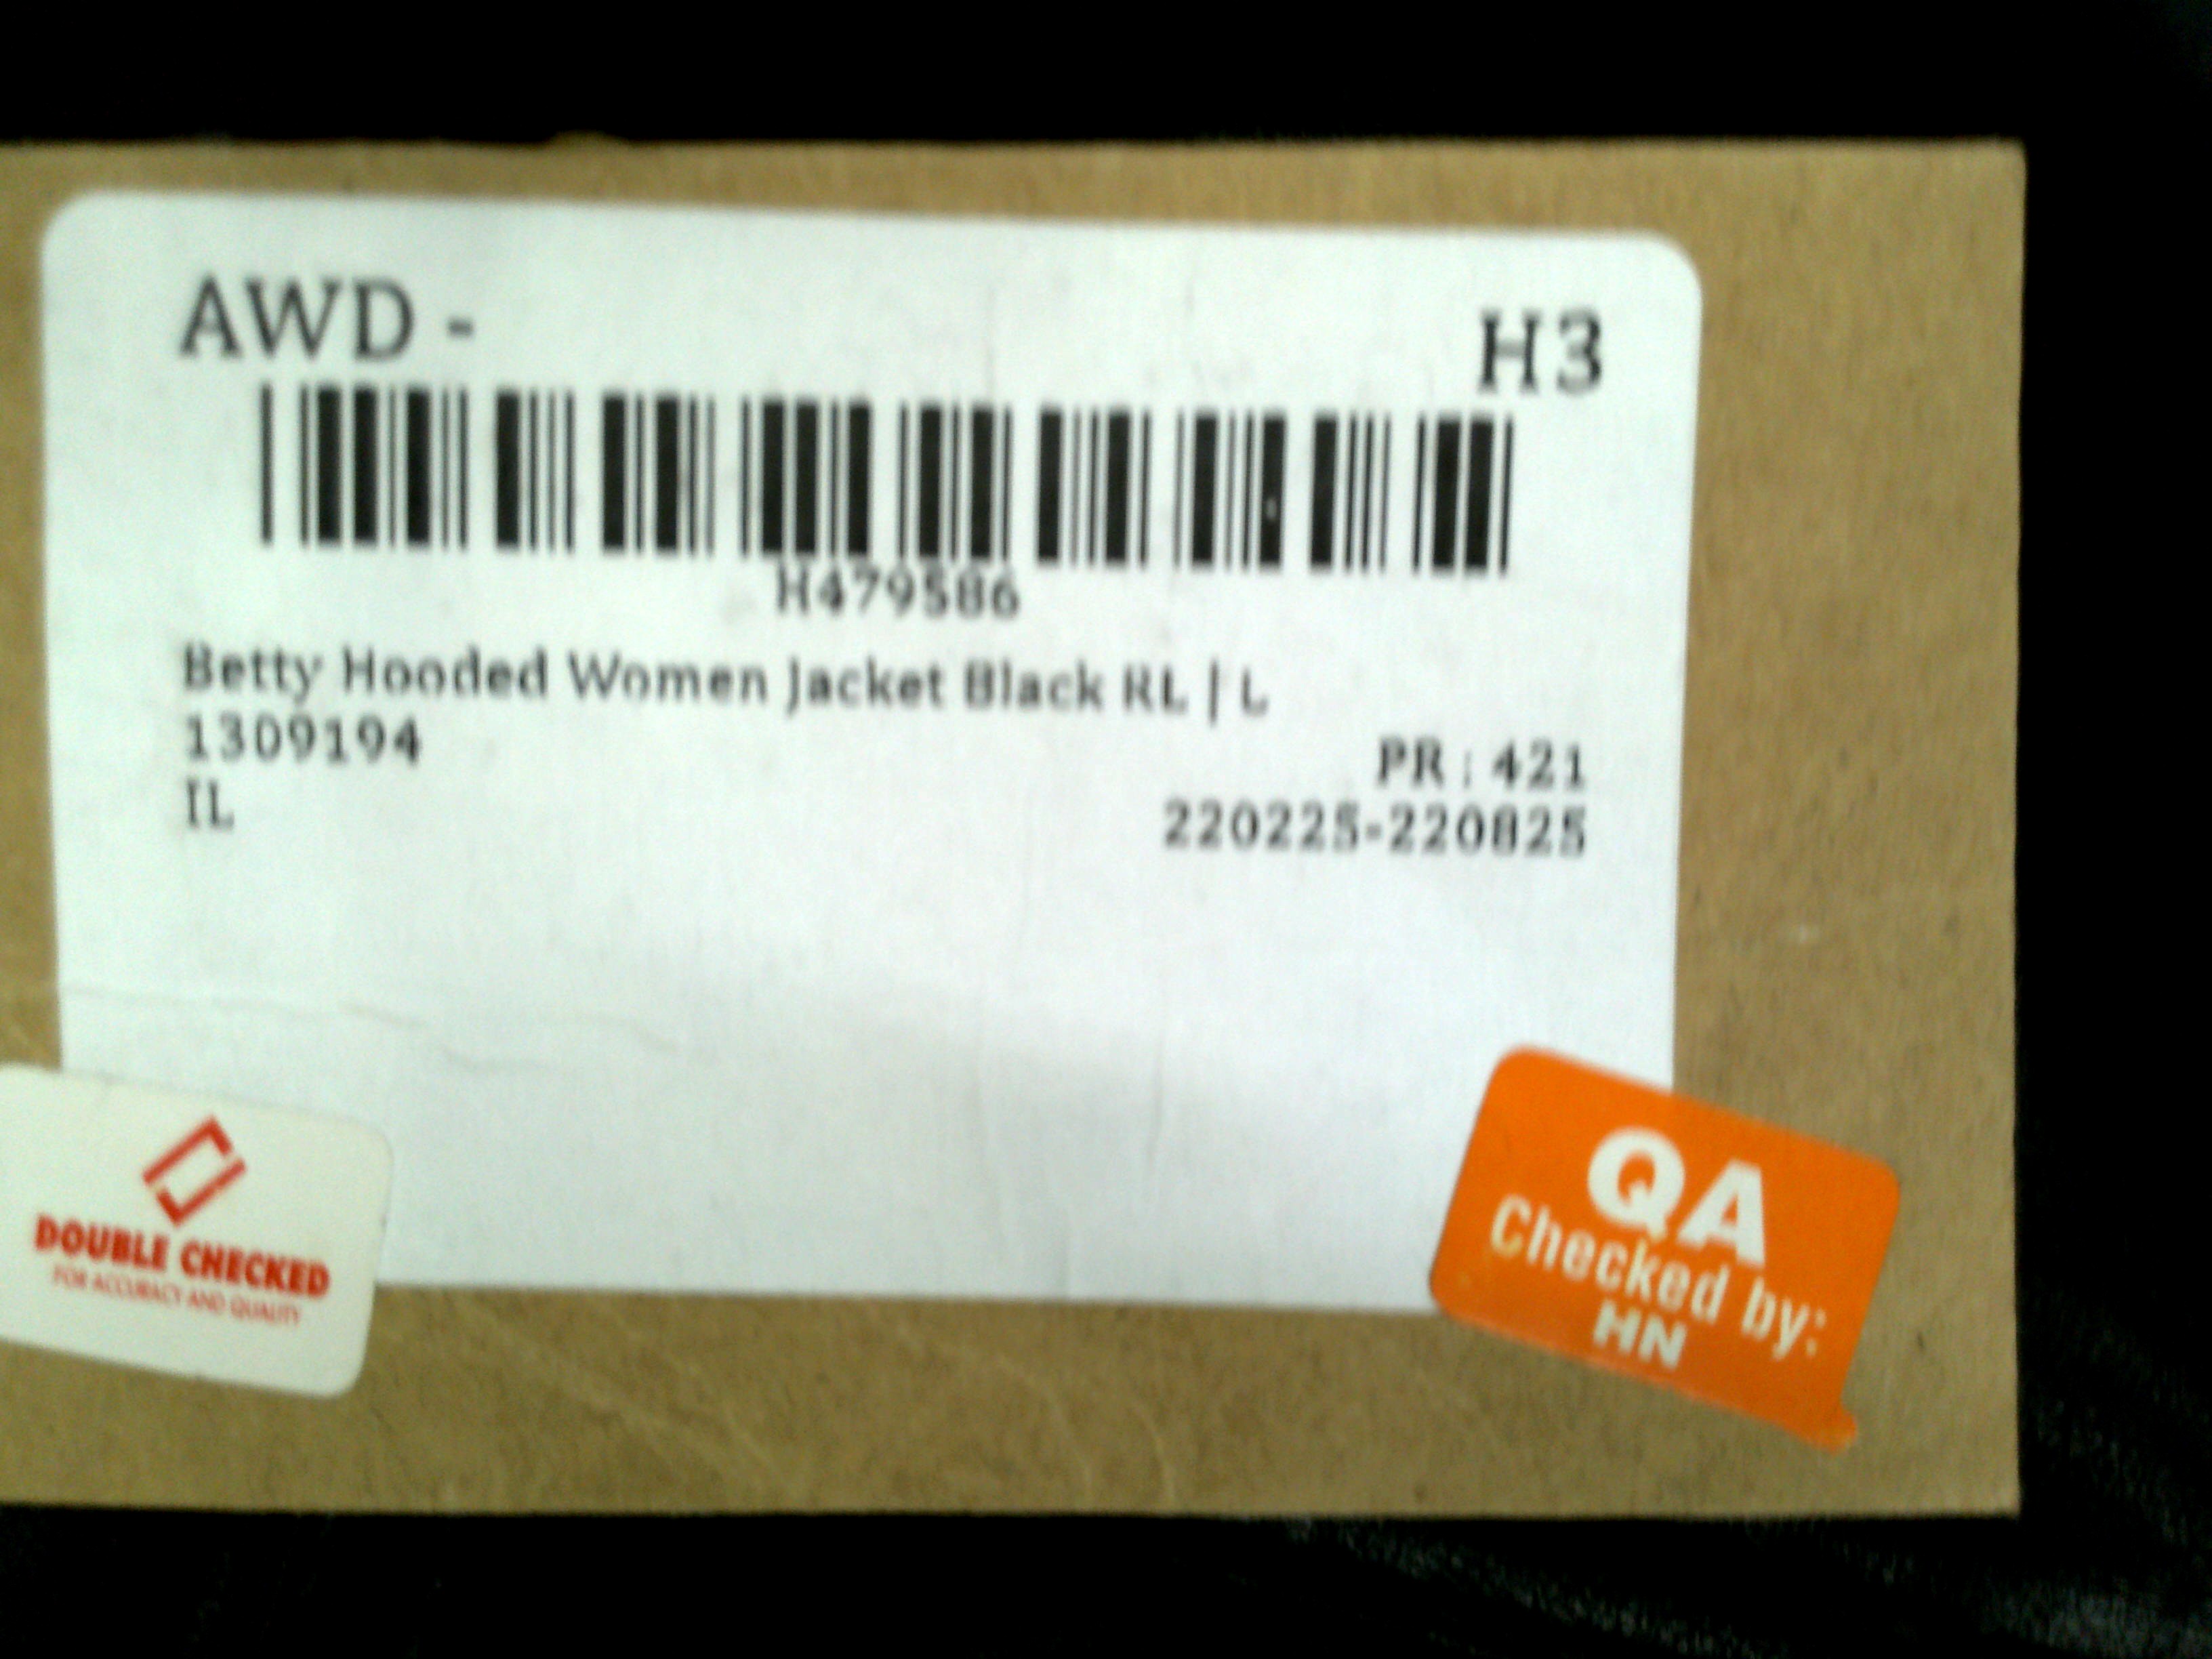 AWD -
H3
H479586
Betty Hooded Women Jacket Black RL | L
1309194
PR : 421
IL
220225-220825
DOUBLE CHECKED
FOR ACCURACY AND QUALITY
QA
Checked by:
HN